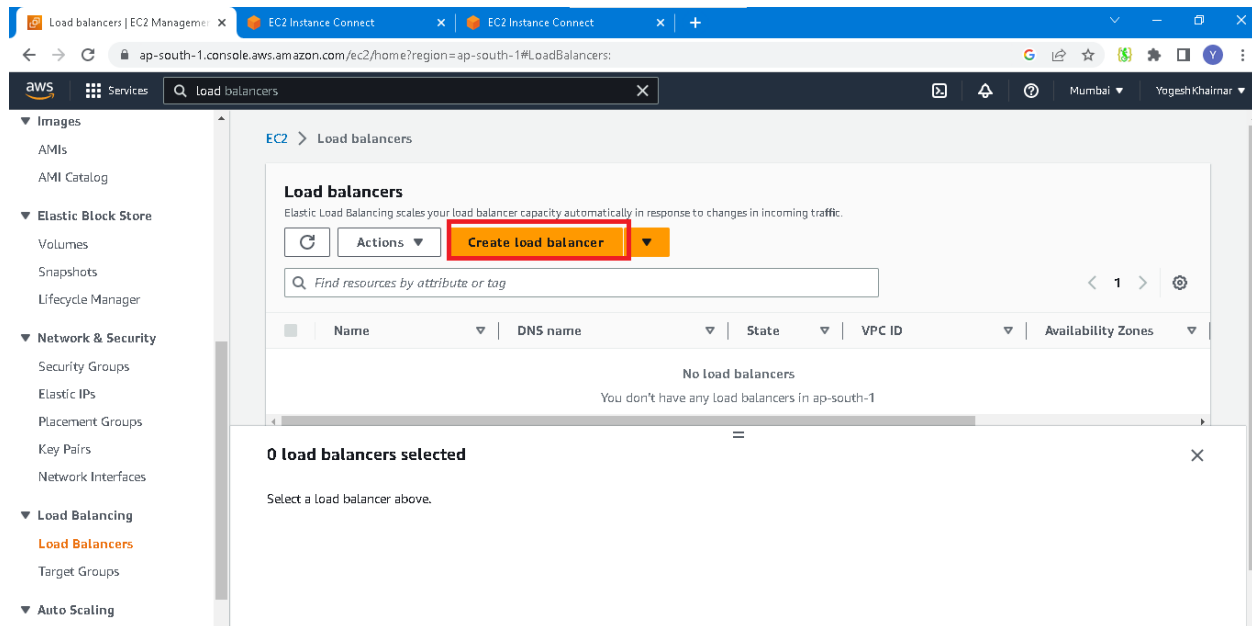 Load balancers | EC2 Managemen
EC2 Instance Connect
EC2 Instance Connect
ap-south-1.console.aws.amazon.com/ec2/home?region=ap-south-1#LoadBalancers:
G
Y
aws
Services
load balancers
Mumbai
YogeshKhairnar
Images
AMIs
AMI Catalog
Elastic Block Store
Volumes
Snapshots
Lifecycle Manager
Network & Security
Security Groups
Elastic IPs
Placement Groups
Key Pairs
Network Interfaces
Load Balancing
Load Balancers
Target Groups
Auto Scaling
EC2 > Load balancers
Load balancers
Elastic Load Balancing scales your load balancer capacity automatically in response to changes in incoming traffic.
Actions
Create load balancer
Find resources by attribute or tag
1
Name DNS name State VPC ID Availability Zones
No load balancers
You don't have any load balancers in ap-south-1
0 load balancers selected
Select a load balancer above.